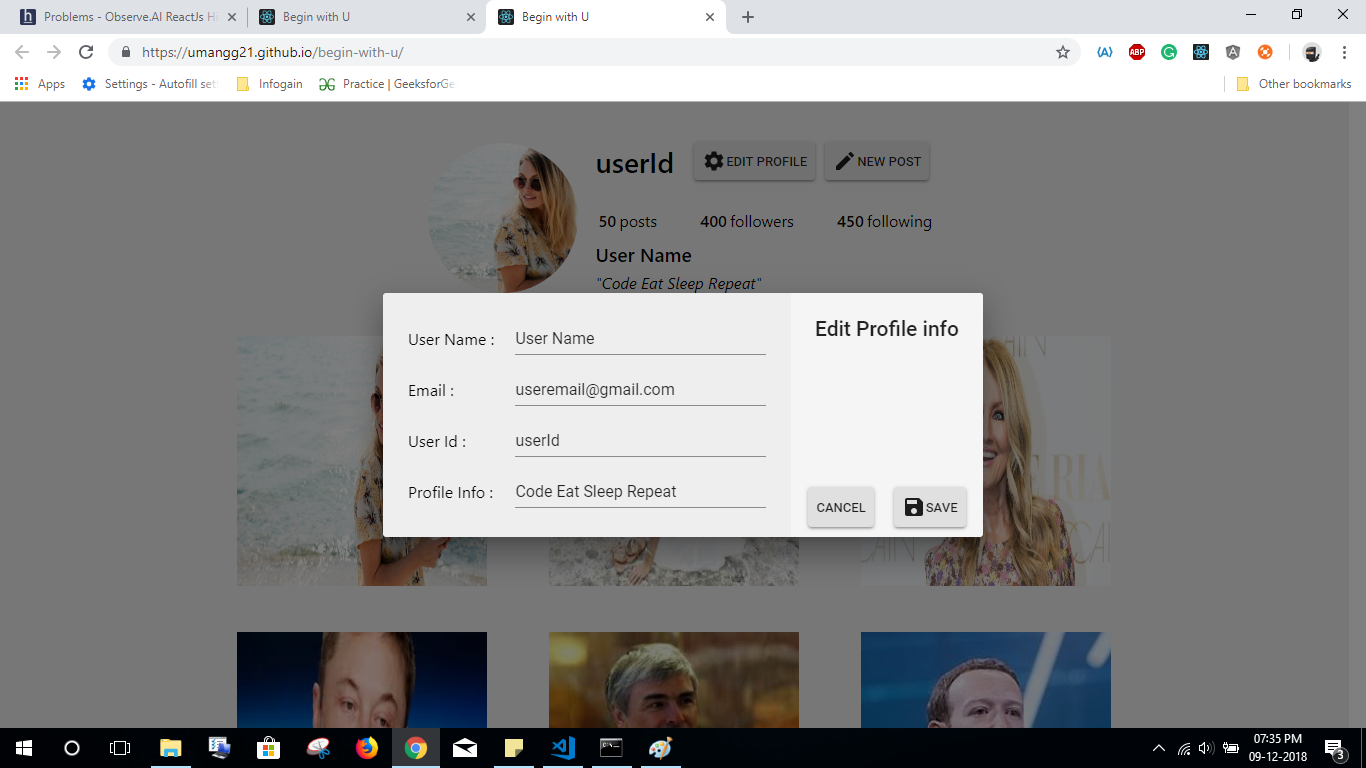 Problems - Observe.AI ReactJs Hi
Begin with U
Begin with U
https://umangg21.github.io/begin-with-u/
Apps
Settings - Autofill set
Infogain
Practice | GeeksforGe
Other bookmarks
userId
EDIT PROFILE
NEW POST
50 posts
400 followers
450 following
User Name
"Code Eat Sleep Repeat"
Edit Profile info
User Name :
User Name
Email :
useremail@gmail.com
User Id :
userId
Profile Info :
Code Eat Sleep Repeat
CANCEL
SAVE
07:35 PM
09-12-2018
3